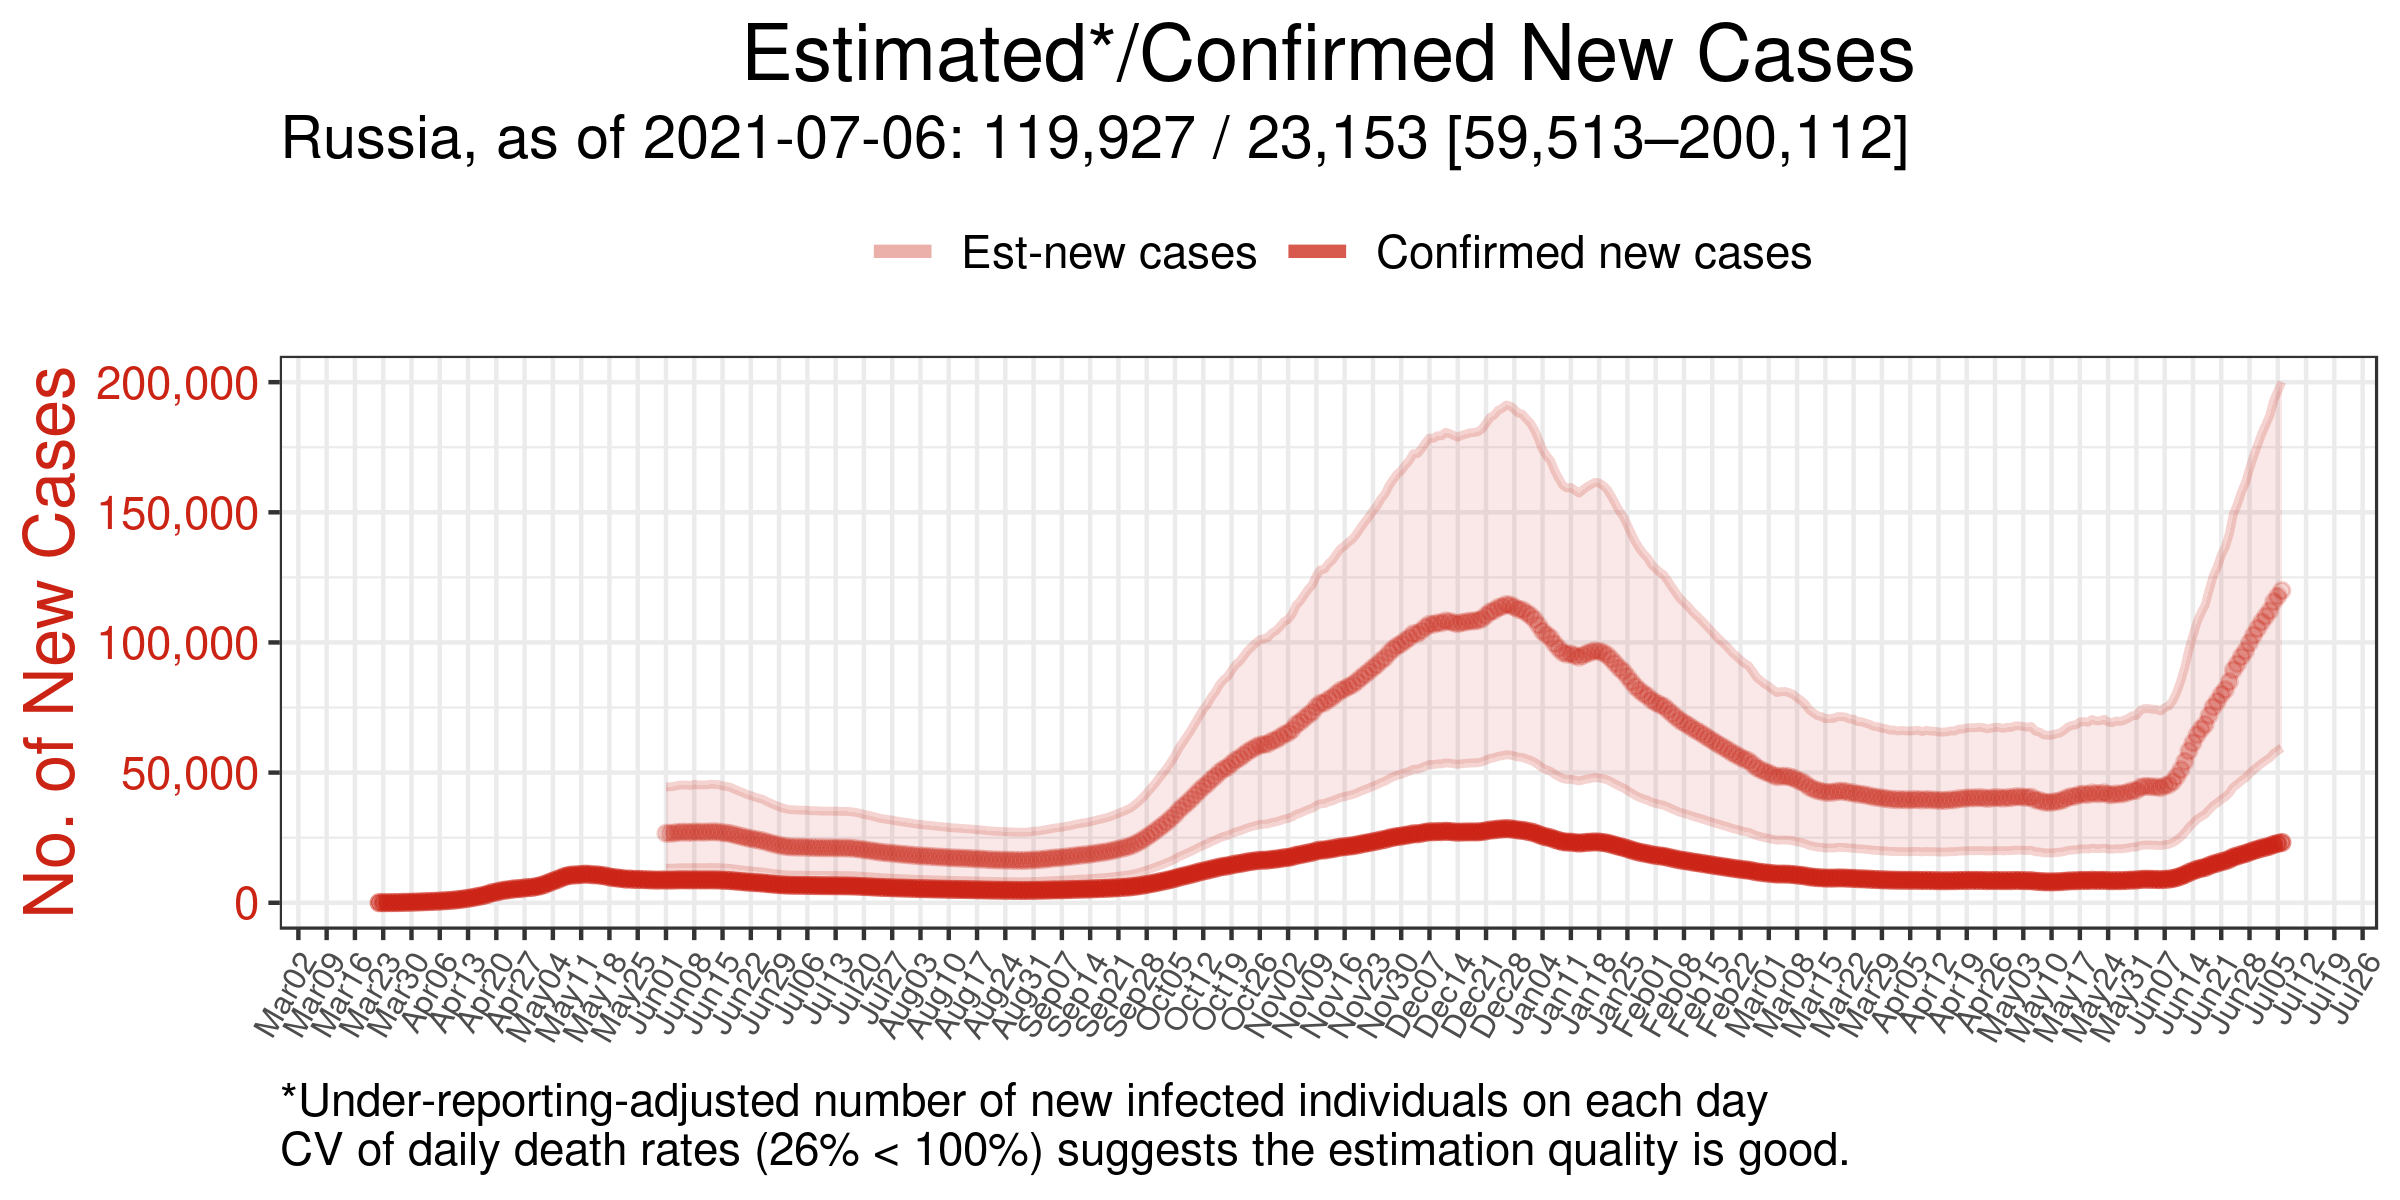 Estimated*/Confirmed New Cases
Russia, as of 2021-07-06: 119,927 / 23,153 [59,513–200,112]
Est-new cases
Confirmed new cases
No. of New Cases
200,000
150,000
100,000
50,000
0
Mar02
Mar09
Mar16
Mar23
Mar30
Apr06
Apr13
Apr20
Apr27
May04
May11
May18
May25
Jun01
Jun08
Jun15
Jun22
Jun29
Jul06
Jul13
Jul20
Jul27
Aug03
Aug10
Aug17
Aug24
Aug31
Sep07
Sep14
Sep21
Sep28
Oct05
Oct12
Oct19
Oct26
Nov02
Nov09
Nov16
Nov23
Nov30
Dec07
Dec14
Dec21
Dec28
Jan04
Jan11
Jan18
Jan25
Feb01
Feb08
Feb15
Feb22
Mar01
Mar08
Mar15
Mar22
Mar29
Apr05
Apr12
Apr19
Apr26
May03
May10
May17
May24
May31
Jun07
Jun14
Jun21
Jun28
Jul05
Jul12
Jul19
Jul26
*Under-reporting-adjusted number of new infected individuals on each day
CV of daily death rates (26% < 100%) suggests the estimation quality is good.